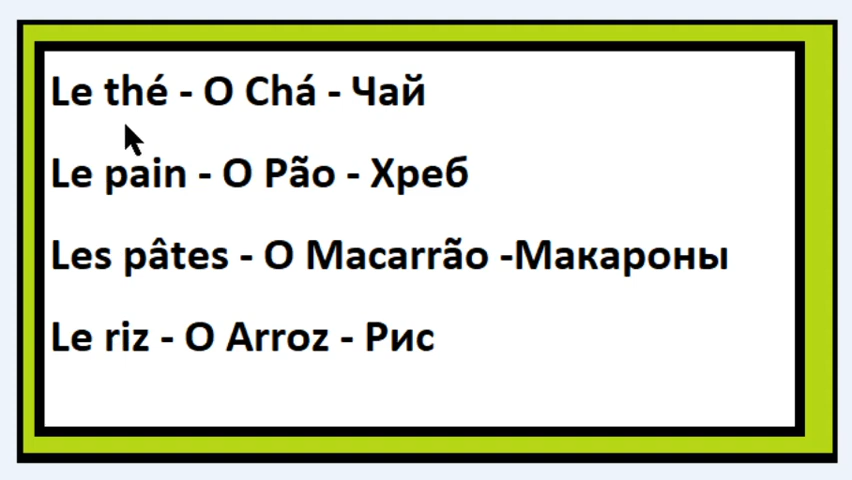 Le thé - O Chá - Чай
Le pain - O Pão - Хреб
Les pâtes - O Macarrão -Макароны
Le riz - O Arroz - Рис